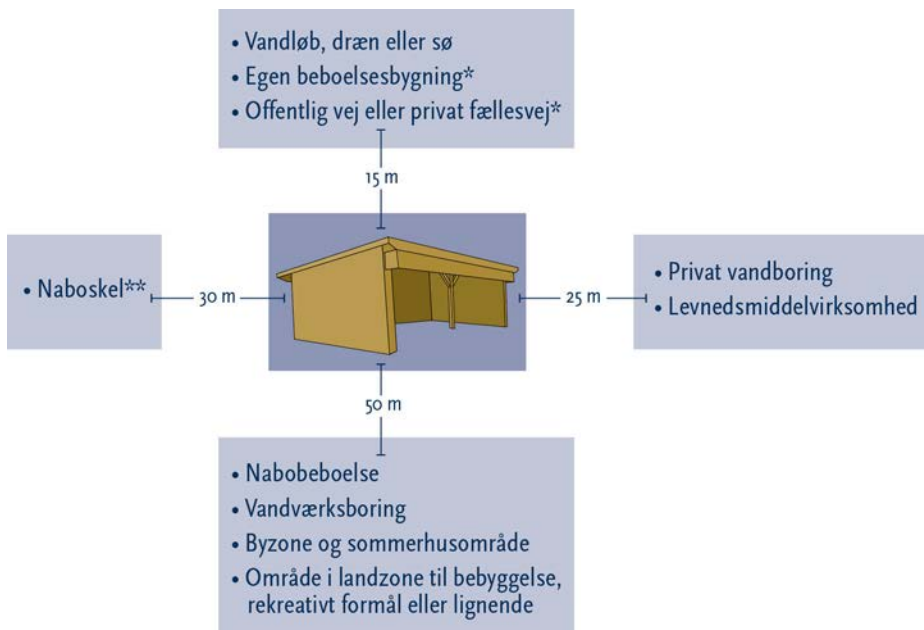 • Vandløb, dræn eller sø
• Egen beboelsesbygning*
• Offentlig vej eller privat fællesvej*
15 m
• Naboskel**
30 m
25 m
• Privat vandboring
• Levnedsmiddelvirksomhed
50 m
• Nabobeboelse
• Vandværksboring
• Byzone og sommerhusområde
• Område i landzone til bebyggelse,
rekreativt formål eller lignende